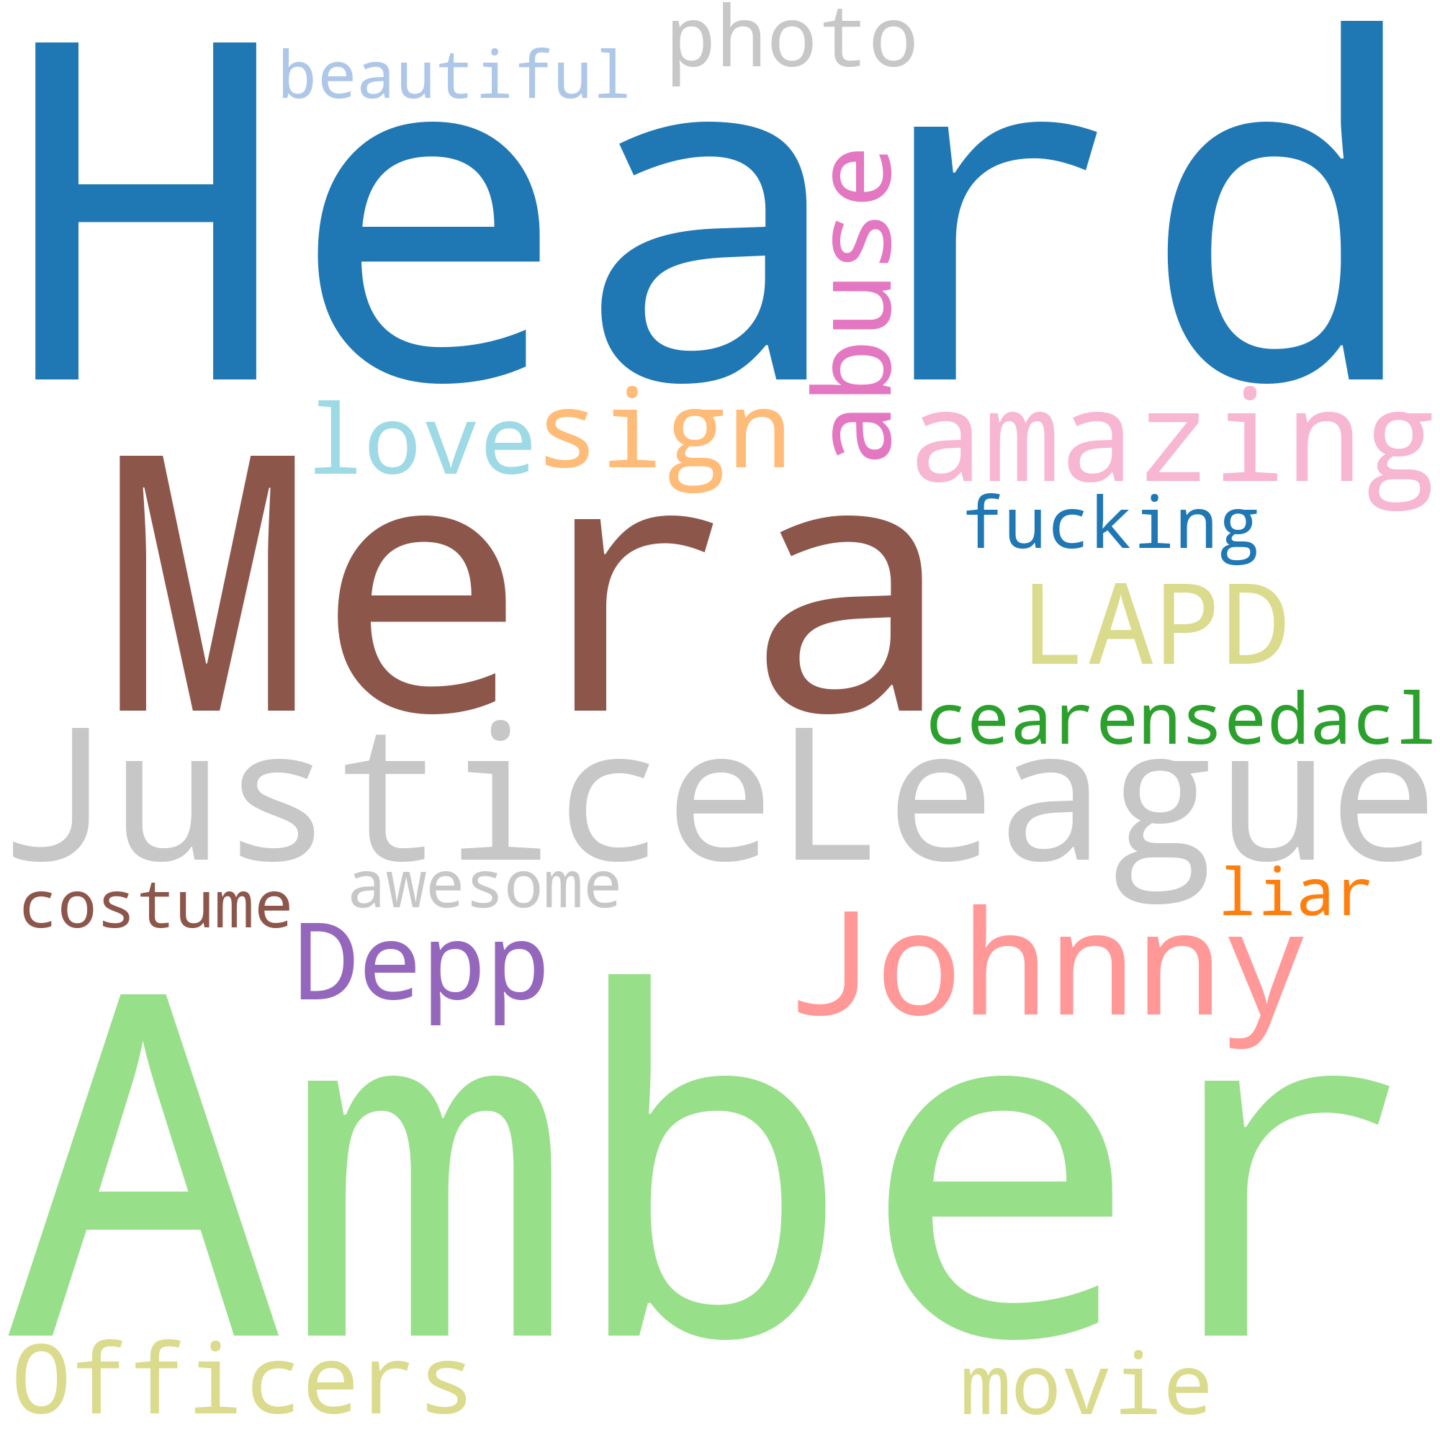 photo
beautiful
Heard
abuse
love
sign
amazing
Mera
fucking
LAPD
cearensedacl
JusticeLeague
costume
awesome
liar
Depp
Johnny
Amber
Officers
movie